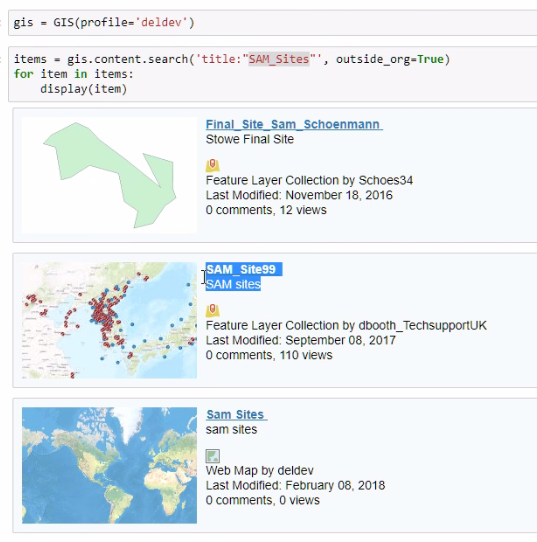 gis = GIS(profile='deldev')
items = gis.content.search('title:"SAM_Sites"', outside_org=True)
for item in items:
    display(item)
Final_Site_Sam_Schoenmann
Stowe Final Site
Feature Layer Collection by Schoes34
Last Modified: November 18, 2016
0 comments, 12 views
SAM_Site99
SAM sites
Feature Layer Collection by dbooth_TechsupportUK
Last Modified: September 08, 2017
0 comments, 110 views
Sam Sites
sam sites
Web Map by deldev
Last Modified: February 08, 2018
0 comments, 0 views